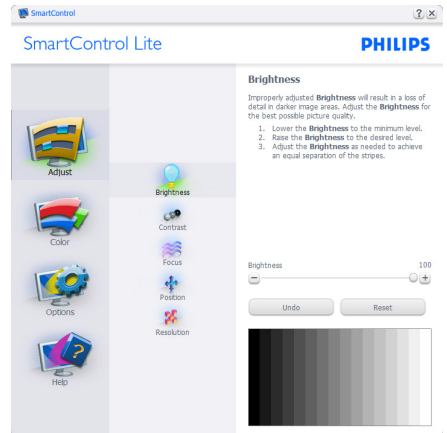 SmartControl
SmartControl Lite
PHILIPS
Adjust
Color
Options
Help
Brightness
Contrast
Focus
Position
Resolution
Brightness
Improperly adjusted Brightness will result in a loss of
detail in darker image areas. Adjust the Brightness for
the best possible picture quality.
1. Lower the Brightness to the minimum level.
2. Raise the Brightness to the desired level.
3. Adjust the Brightness as needed to achieve
an equal separation of the stripes.
Brightness 100
Undo Reset